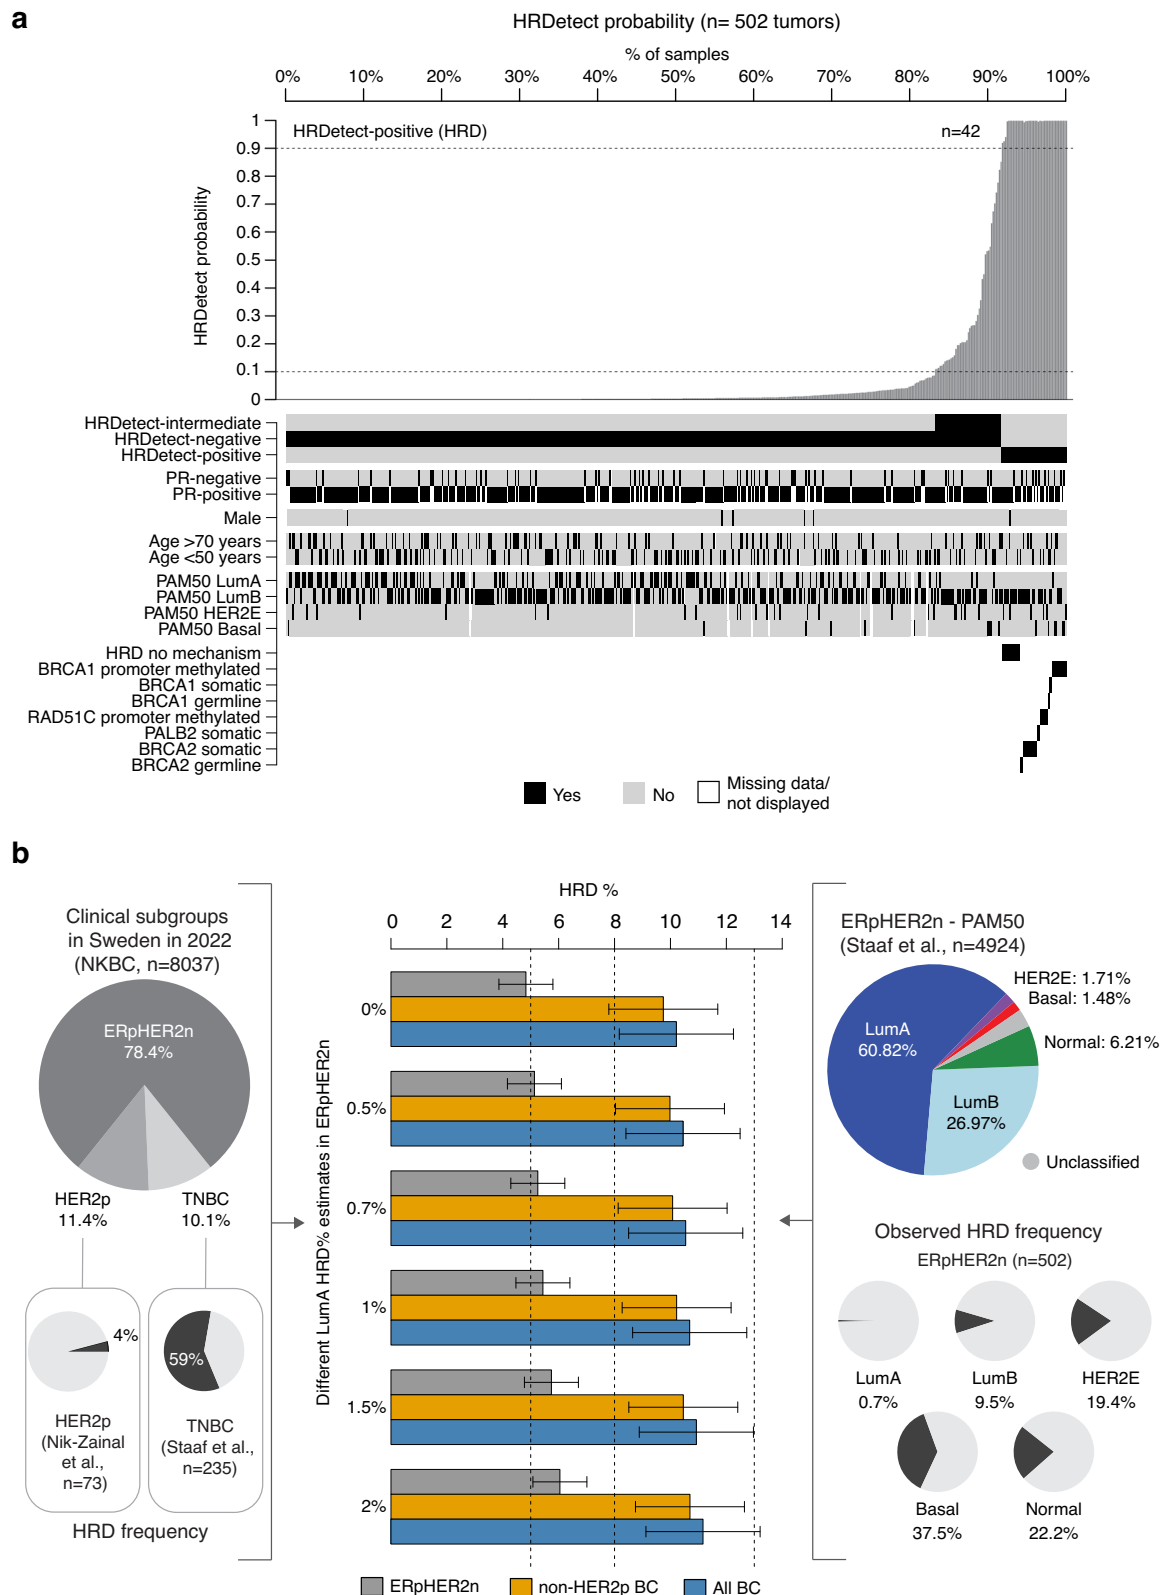 a
HRDetect probability (n= 502 tumors)
% of samples
0% 10% 20% 30% 40% 50% 60% 70% 80% 90% 100%
HRDetect-positive (HRD)
n=42
HRDetect probability
1
0.9
0.8
0.7
0.6
0.5
0.4
0.3
0.2
0.1
0
HRDetect-intermediate
HRDetect-negative
HRDetect-positive
PR-negative
PR-positive
Male
Age >70 years
Age <50 years
PAM50 LumA
PAM50 LumB
PAM50 HER2E
PAM50 Basal
HRD no mechanism
BRCA1 promoter methylated
BRCA1 somatic
BRCA1 germline
RAD51C promoter methylated
PALB2 somatic
BRCA2 somatic
BRCA2 germline
Yes
No
Missing data/
not displayed
b
Clinical subgroups
in Sweden in 2022
(NKBC, n=8037)
ERpHER2n
78.4%
HER2p
11.4%
TNBC
10.1%
4%
HER2p
(Nik-Zainal
et al.,
n=73)
59%
TNBC
(Staaf et al.,
n=235)
HRD frequency
HRD %
0 2 4 6 8 10 12 14
Different LumA HRD% estimates in ERpHER2n
0%
0.5%
0.7%
1%
1.5%
2%
ERpHER2n
non-HER2p BC
All BC
ERpHER2n - PAM50
(Staaf et al., n=4924)
HER2E: 1.71%
Basal: 1.48%
Normal: 6.21%
LumA
60.82%
LumB
26.97%
Unclassified
Observed HRD frequency
ERpHER2n (n=502)
LumA
0.7%
LumB
9.5%
HER2E
19.4%
Basal
37.5%
Normal
22.2%